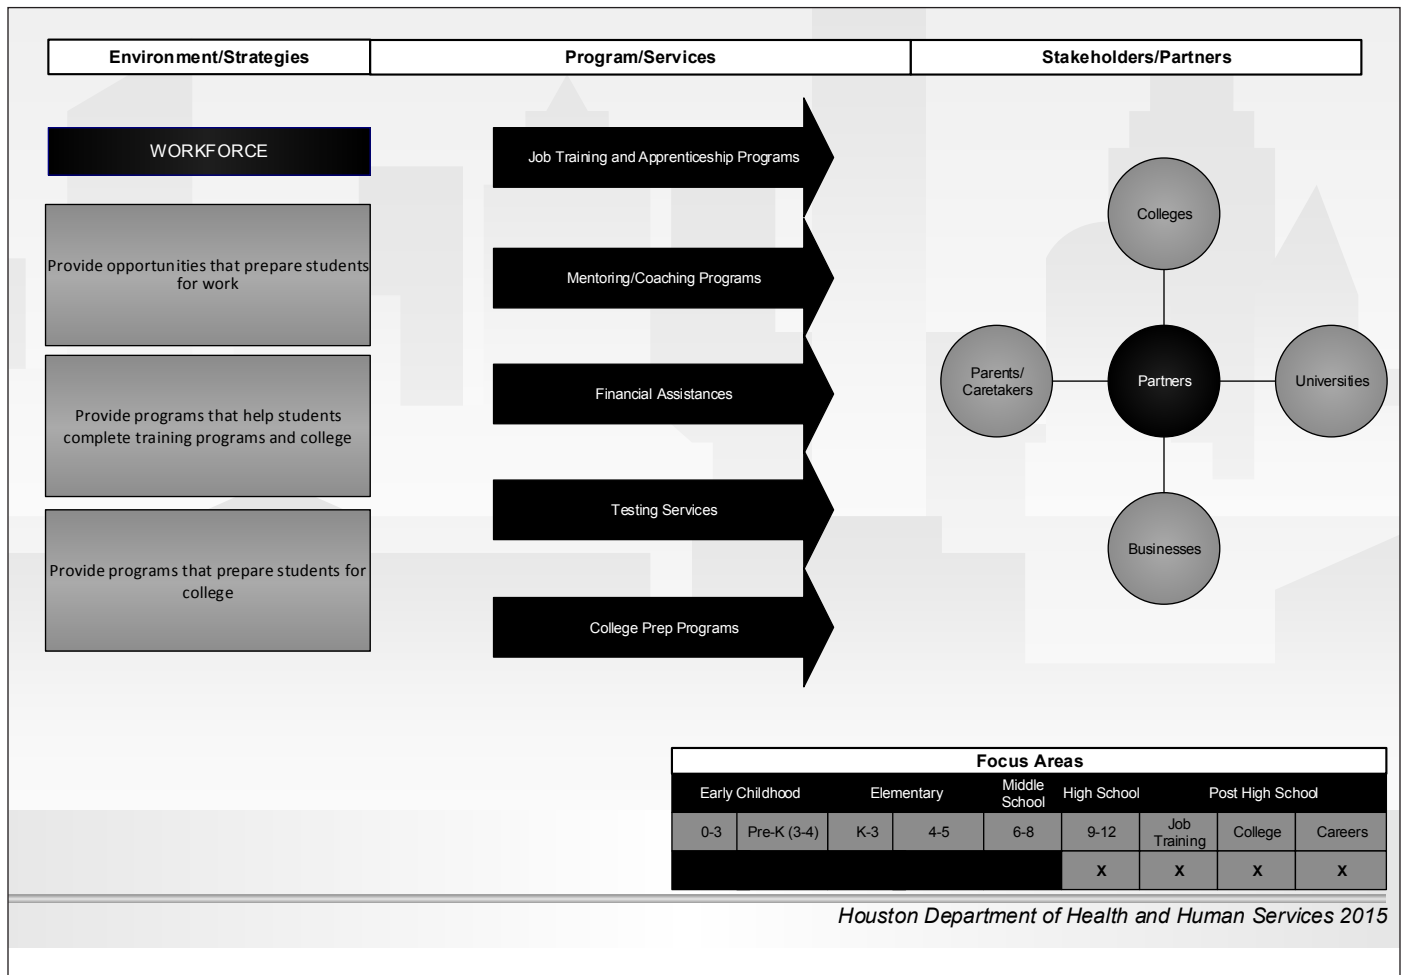 Environment/Strategies
Program/Services
Stakeholders/Partners
WORKFORCE
Provide opportunities that prepare students
for work
Provide programs that help students
complete training programs and college
Provide programs that prepare students for
college
Job Training and Apprenticeship Programs
Mentoring/Coaching Programs
Financial Assistances
Testing Services
College Prep Programs
Colleges
Parents/
Caretakers
Partners
Universities
Businesses
Focus Areas
Early Childhood
Elementary
Middle
School
High School
Post High School
0-3
Pre-K (3-4)
K-3
4-5
6-8
9-12
Job
Training
College
Careers
X
X
X
X
Houston Department of Health and Human Services 2015